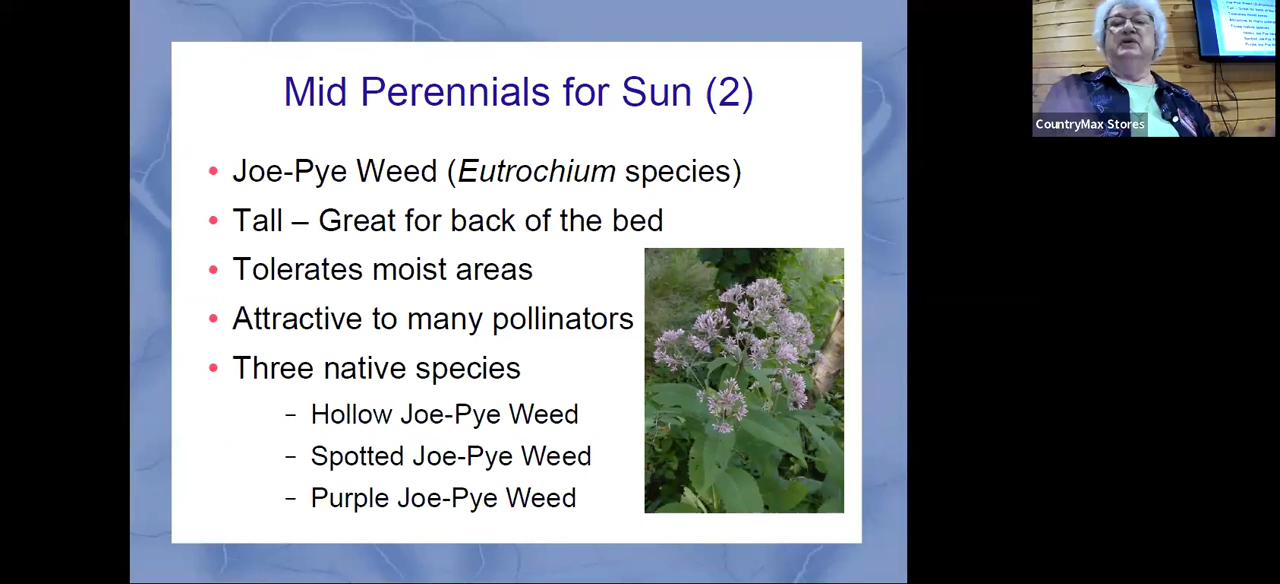 Mid Perennials for Sun (2)
• Joe-Pye Weed (Eutrochium species)
• Tall – Great for back of the bed
• Tolerates moist areas
• Attractive to many pollinators
• Three native species
– Hollow Joe-Pye Weed
– Spotted Joe-Pye Weed
– Purple Joe-Pye Weed
CountryMax Stores